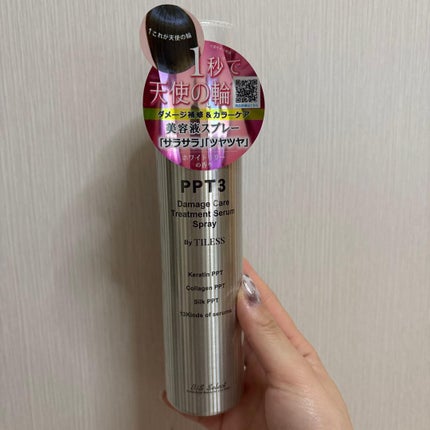 これが天使の輪
1秒で
天使の輪
ダメージ補修&カラーケア
美容液スプレー
「サラサラ」「ツヤツヤ」
の香り
PPT3
Damage Care
Treatment Serum
Spray
By TILESS
Keratin PPT
Collagen PPT
Silk PPT
13Kinds of serums